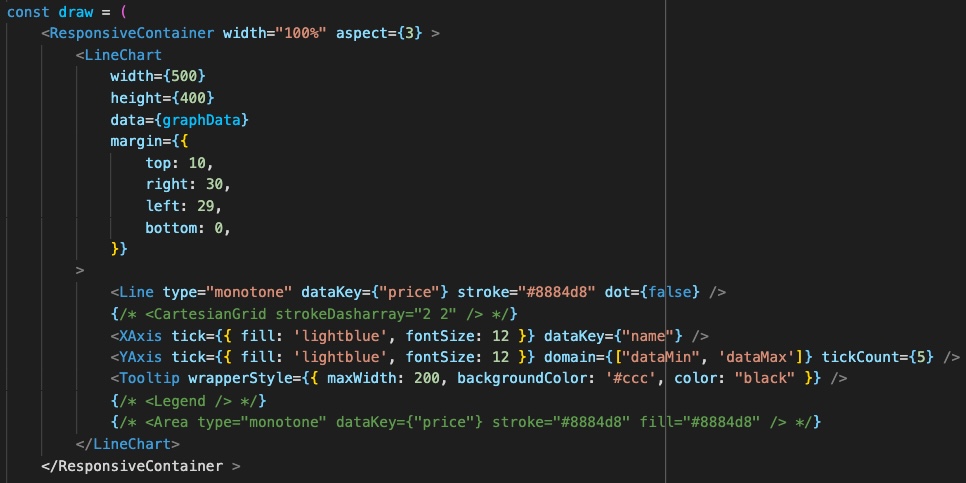 const draw = (
    <ResponsiveContainer width="100%" aspect={3} >
        <LineChart
            width={500}
            height={400}
            data={graphData}
            margin={{
                top: 10,
                right: 30,
                left: 29,
                bottom: 0,
            }}
        >
            <Line type="monotone" dataKey={"price"} stroke="#8884d8" dot={false} />
            {/* <CartesianGrid strokeDasharray="2 2" /> */}
            <XAxis tick={{ fill: 'lightblue', fontSize: 12 }} dataKey={"name"} />
            <YAxis tick={{ fill: 'lightblue', fontSize: 12 }} domain={["dataMin", 'dataMax']} tickCount={5} />
            <Tooltip wrapperStyle={{ maxWidth: 200, backgroundColor: '#ccc', color: "black" }} />
            {/* <Legend /> */}
            {/* <Area type="monotone" dataKey={"price"} stroke="#8884d8" fill="#8884d8" /> */}
        </LineChart>
    </ResponsiveContainer >